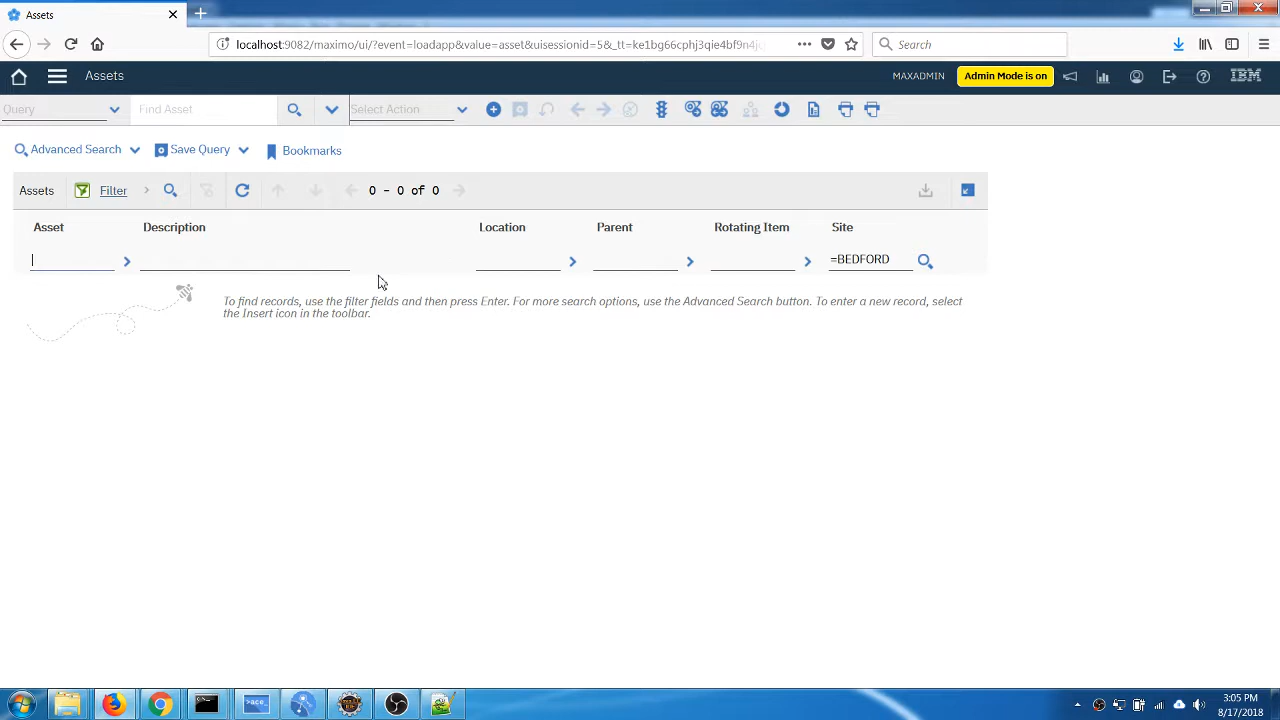 Assets
localhost:9082/maximo/ui/?event=loadapp&value=asset&uisessionid=5&_tt=ke1bg66cphj3qie4bf9n4j
Search
Assets
MAXADMIN
Admin Mode is on
IBM
Query
Find Asset
Select Action
Advanced Search
Save Query
Bookmarks
Assets
Filter
0 - 0 of 0
Asset
Description
Location
Parent
Rotating Item
Site
=BEDFORD
To find records, use the filter fields and then press Enter. For more search options, use the Advanced Search button. To enter a new record, select
the Insert icon in the toolbar.
>ace_
3:05 PM
8/17/2018